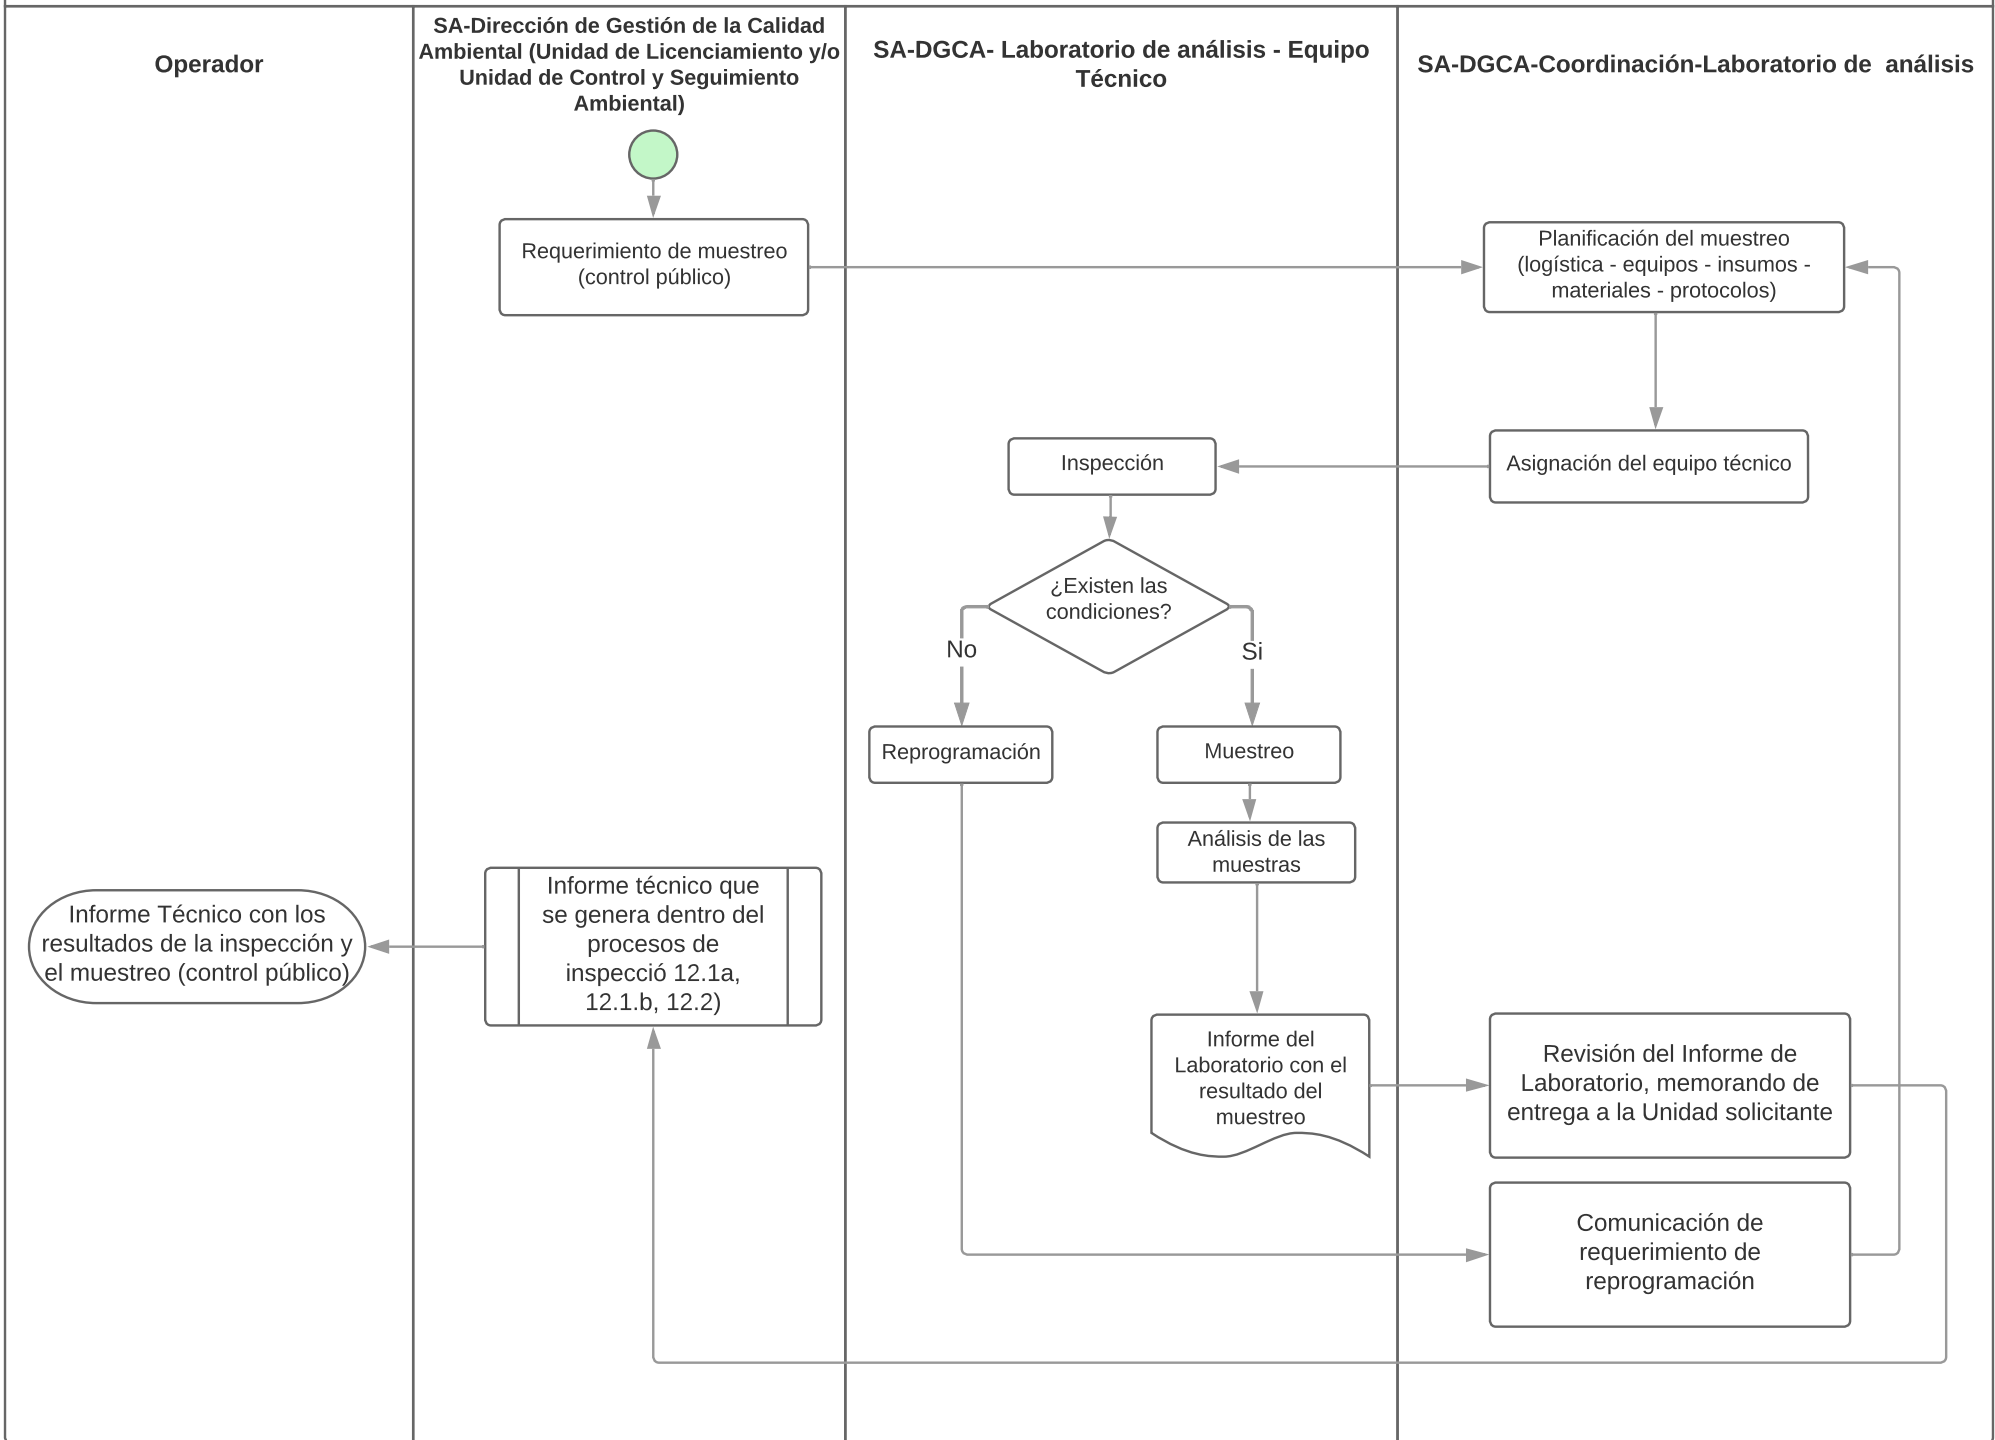 Operador
SA-Dirección de Gestión de la Calidad
Ambiental (Unidad de Licenciamiento y/o
Unidad de Control y Seguimiento
Ambiental)
SA-DGCA- Laboratorio de análisis - Equipo
Técnico
SA-DGCA-Coordinación-Laboratorio de  análisis
Requerimiento de muestreo
(control público)
Planificación del muestreo
(logística - equipos - insumos -
materiales - protocolos)
Asignación del equipo técnico
Inspección
¿Existen las
condiciones?
No
Si
Reprogramación
Muestreo
Análisis de las
muestras
Informe Técnico con los
resultados de la inspección y
el muestreo (control público)
Informe técnico que
se genera dentro del
procesos de
inspecció 12.1a,
12.1.b, 12.2)
Informe del
Laboratorio con el
resultado del
muestreo
Revisión del Informe de
Laboratorio, memorando de
entrega a la Unidad solicitante
Comunicación de
requerimiento de
reprogramación